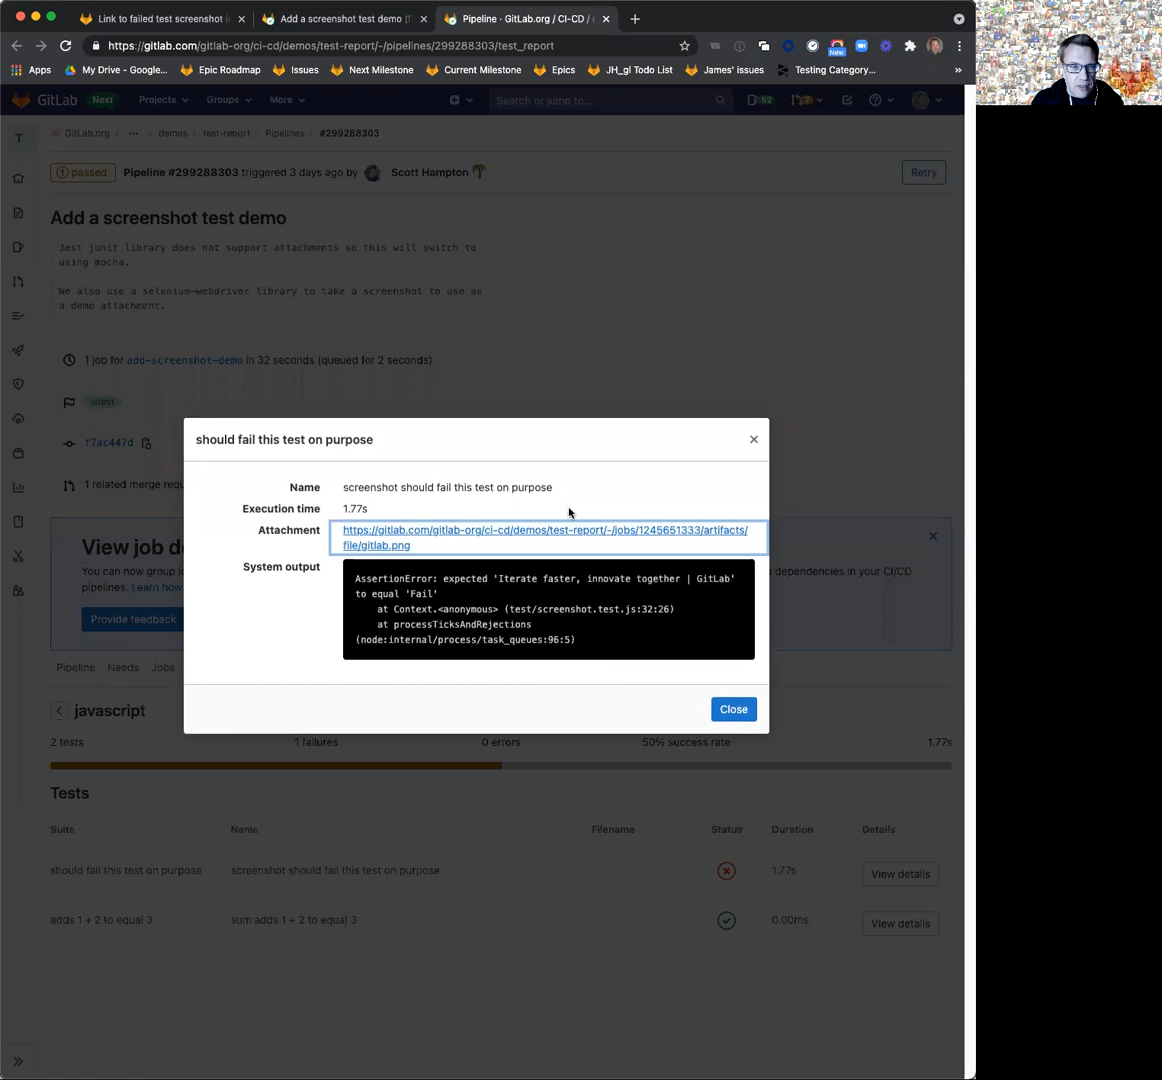 Link to failed test screenshot i
Add a screenshot test demo (!
Pipeline · GitLab.org / CI-CD /
https://gitlab.com/gitlab-org/ci-cd/demos/test-report/-/pipelines/299288303/test_report
New
Apps
My Drive - Google...
Epic Roadmap
Issues
Next Milestone
Current Milestone
Epics
JH_gl Todo List
James' issues
Testing Category...
»
GitLab
Next
Projects
Groups
More
Search or jump to...
52
7
T
GitLab.org
...
demos
test-report
Pipelines
#299288303
passed
Pipeline #299288303 triggered 3 days ago by Scott Hampton
Retry
Add a screenshot test demo
Jest junit library does not support attachments so this will switch to
using mocha.
We also use a selenium-webdriver library to take a screenshot to use as
a demo attachment.
1 job for add-screenshot-demo in 32 seconds (queued for 2 seconds)
latest
f7ac447d
1 related merge requ
should fail this test on purpose
Name
screenshot should fail this test on purpose
Execution time
1.77s
Attachment
https://gitlab.com/gitlab-org/ci-cd/demos/test-report/-/jobs/1245651333/artifacts/
file/gitlab.png
System output
AssertionError: expected 'Iterate faster, innovate together | GitLab'
to equal 'Fail'
at Context.<anonymous> (test/screenshot.test.js:32:26)
at processTicksAndRejections
(node:internal/process/task_queues:96:5)
Close
View job d
You can now group j
dependencies in your CI/CD
pipelines. Learn how
Provide feedback
Pipeline
Needs
Jobs
javascript
2 tests
1 failures
0 errors
50% success rate
1.77s
Tests
Suite
Name
Filename
Status
Duration
Details
should fail this test on purpose
screenshot should fail this test on purpose
1.77s
View details
adds 1 + 2 to equal 3
sum adds 1 + 2 to equal 3
0.00ms
View details